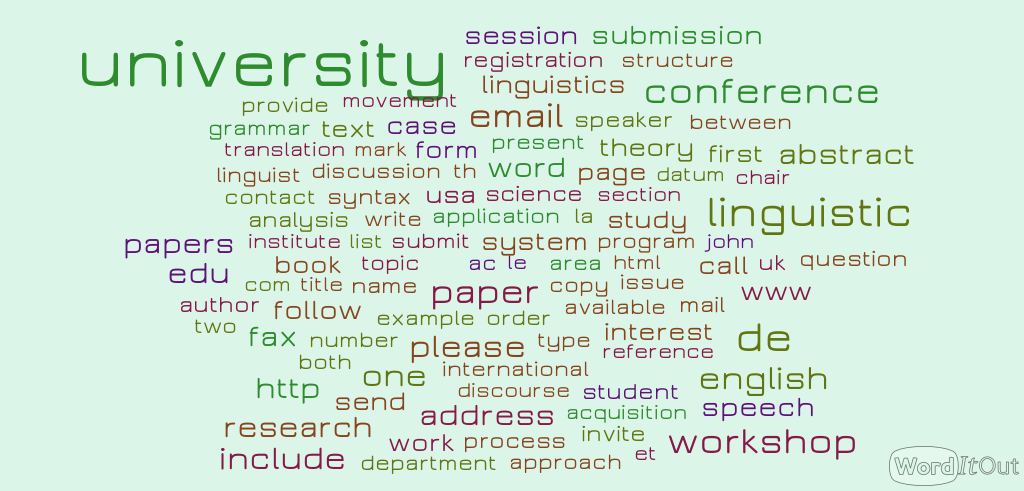 university session submission
registration structure
linguistics conference
provide movement email
grammar text case speaker between
translation mark form present theory first abstract
linguist discussion th word page datum chair
contact syntax usa science section linguistic
analysis write application la study
papers institute list submit system program john
edu book topic ac le area html call uk question
com title name paper copy issue www
author follow example order available mail
two fax number please type interest de
both international reference
http one discourse student english
send address acquisition speech
research work process invite workshop
include department approach et
WordItOut